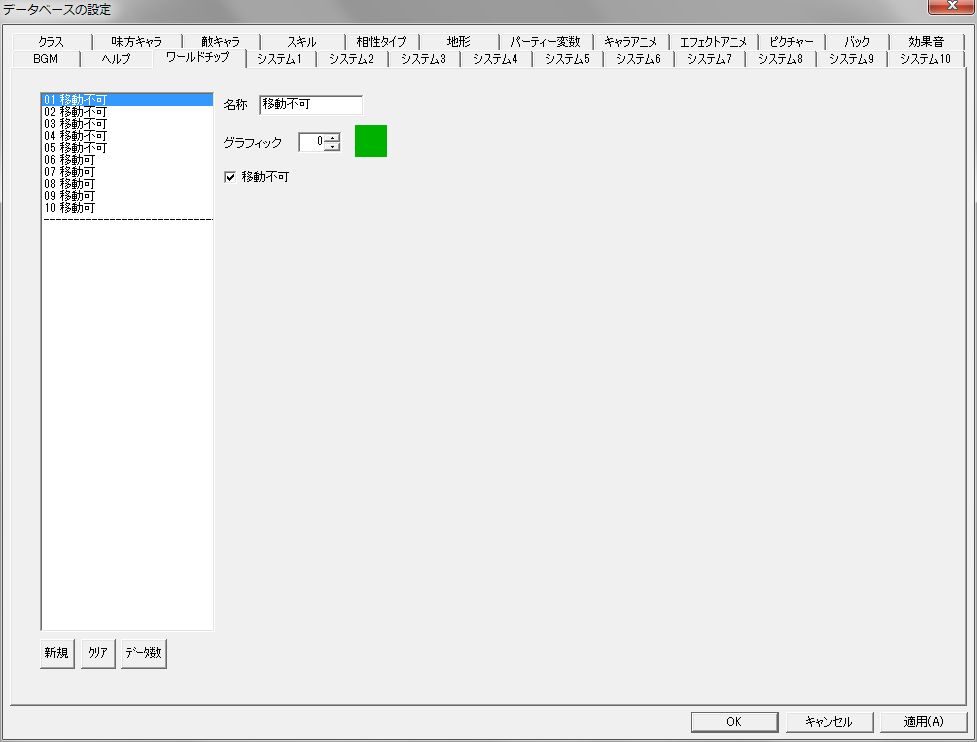 データベースの設定
クラス 味方キャラ 敵キャラ スキル 相性タイプ 地形 パーティー変数 キャラアニメ エフェクトアニメ ピクチャー バック 効果音
BGM ヘルプ ワールドチップ システム1 システム2 システム3 システム4 システム5 システム6 システム7 システム8 システム9 システム10
01 移動不可
02 移動不可
03 移動不可
04 移動不可
05 移動不可
06 移動可
07 移動可
08 移動可
09 移動可
10 移動可
名称 移動不可
グラフィック 0
移動不可
新規 クリア データ数
OK キャンセル 適用(A)